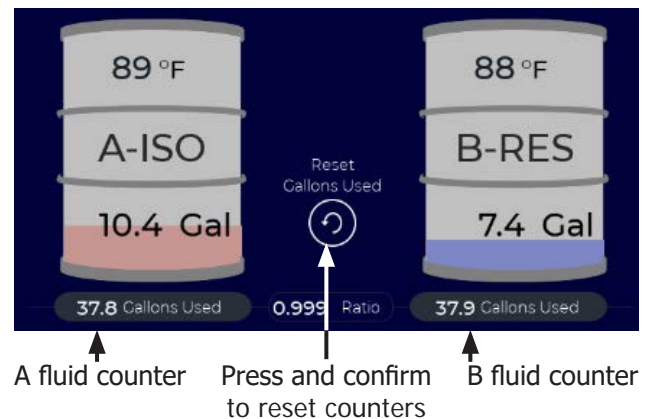 89 °F
88 °F
A-ISO
B-RES
Reset
Gallons Used
10.4 Gal
7.4 Gal
37.8 Gallons Used
0.999 Ratio
37.9 Gallons Used
A fluid counter
Press and confirm
to reset counters
B fluid counter